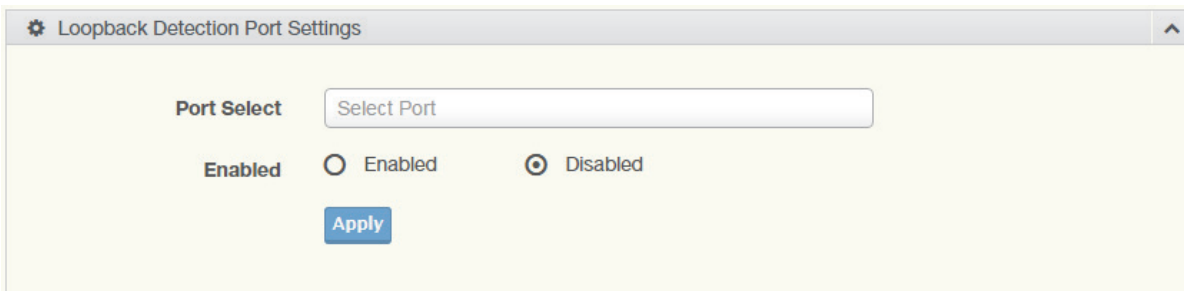 Loopback Detection Port Settings
Port Select Select Port
Enabled Enabled Disabled
Apply